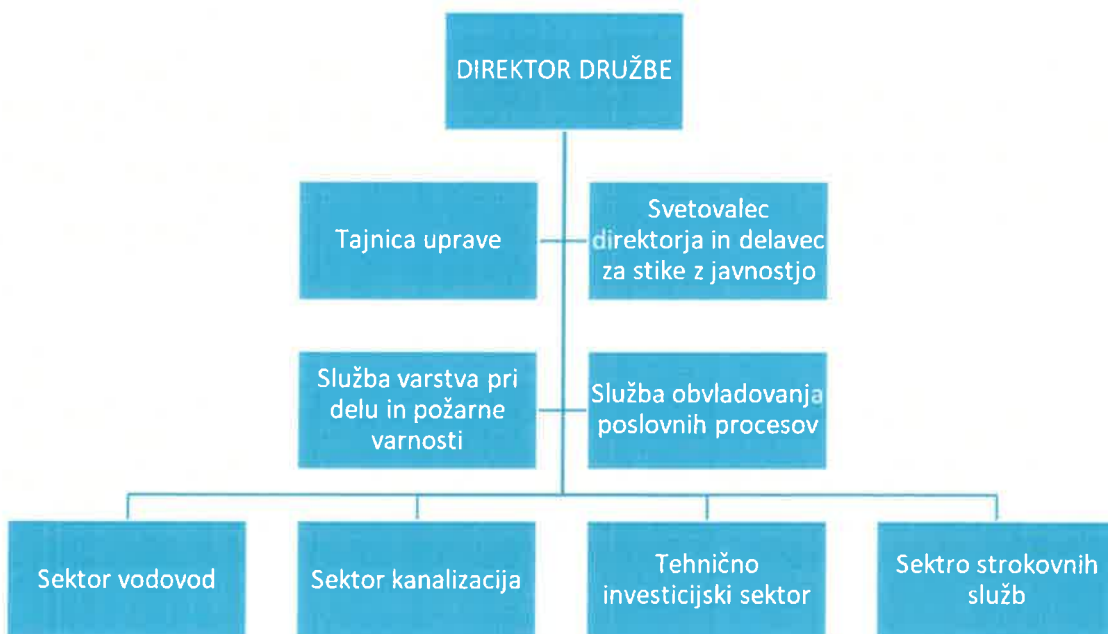 DIREKTOR DRUŽBE
Tajnica uprave
Svetovalec
direktorja in delavec
za stike z javnostjo
Služba varstva pri
delu in požarne
varnosti
Služba obvladovanja
poslovnih procesov
Sektor vodovod
Sektor kanalizacija
Tehnično
investicijski sektor
Sektro strokovnih
služb